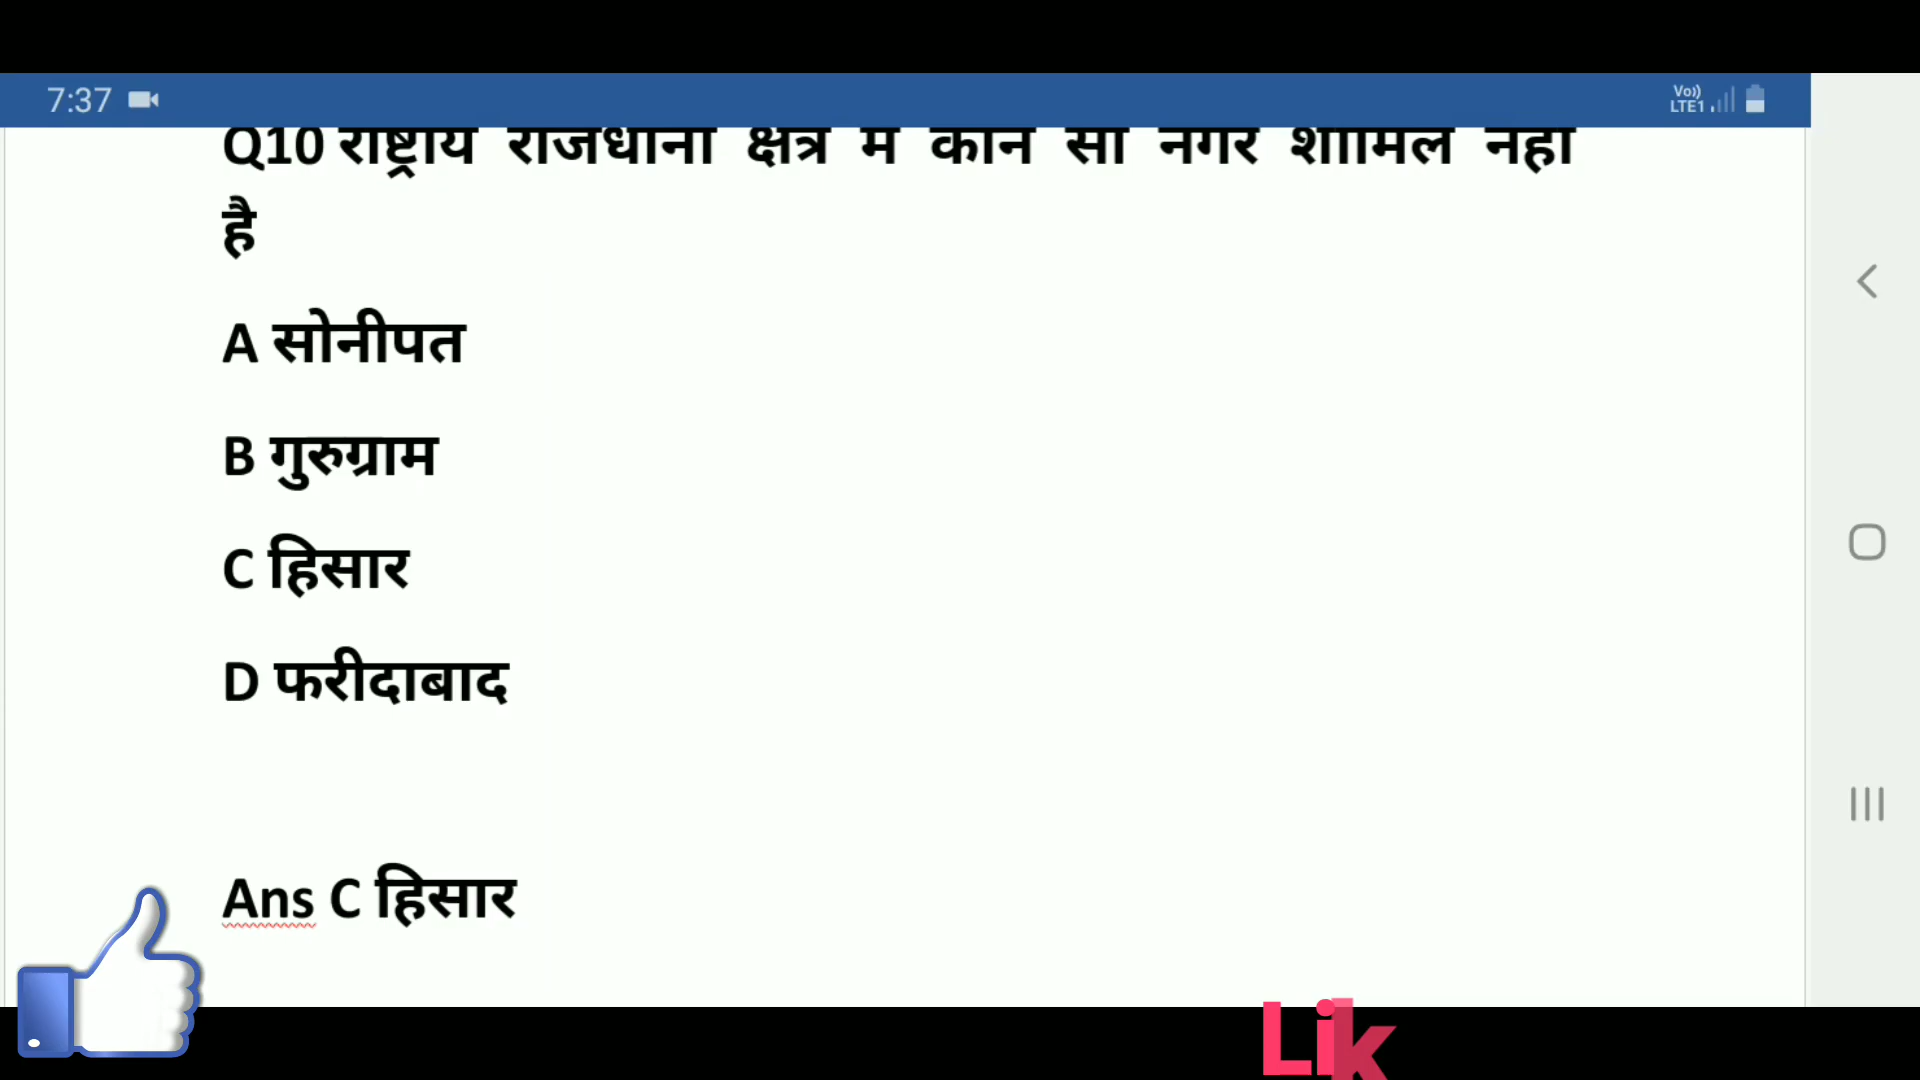 7:37
Vo))
LTE1
Q10 राष्ट्रीय राजधानी क्षेत्र में कौन सा नगर शामिल नहीं
है
A सोनीपत
B गुरुग्राम
C हिसार
D फरीदाबाद
Ans C हिसार
Lik